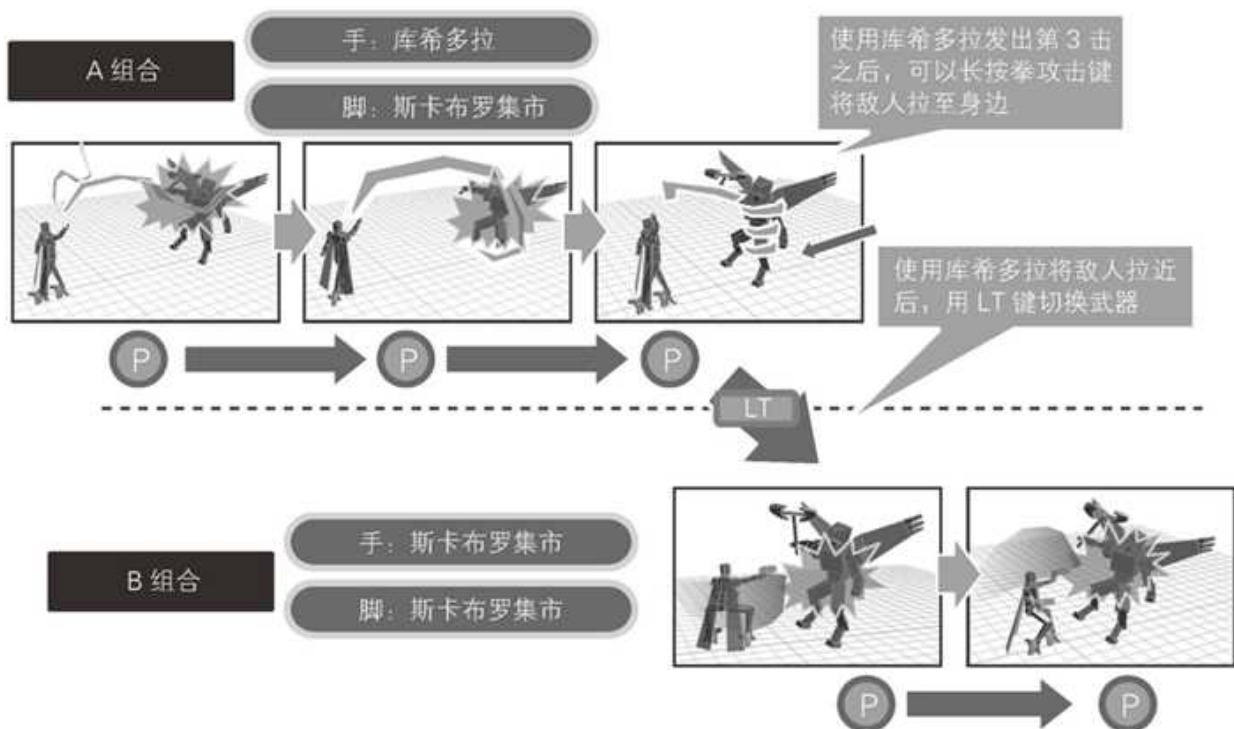 A 组合
手：库希多拉
脚：斯卡布罗集市
使用库希多拉发出第 3 击
之后，可以长按拳攻击键
将敌人拉至身边
使用库希多拉将敌人拉近
后，用 LT 键切换武器
P
P
P
LT
B 组合
手：斯卡布罗集市
脚：斯卡布罗集市
P
P